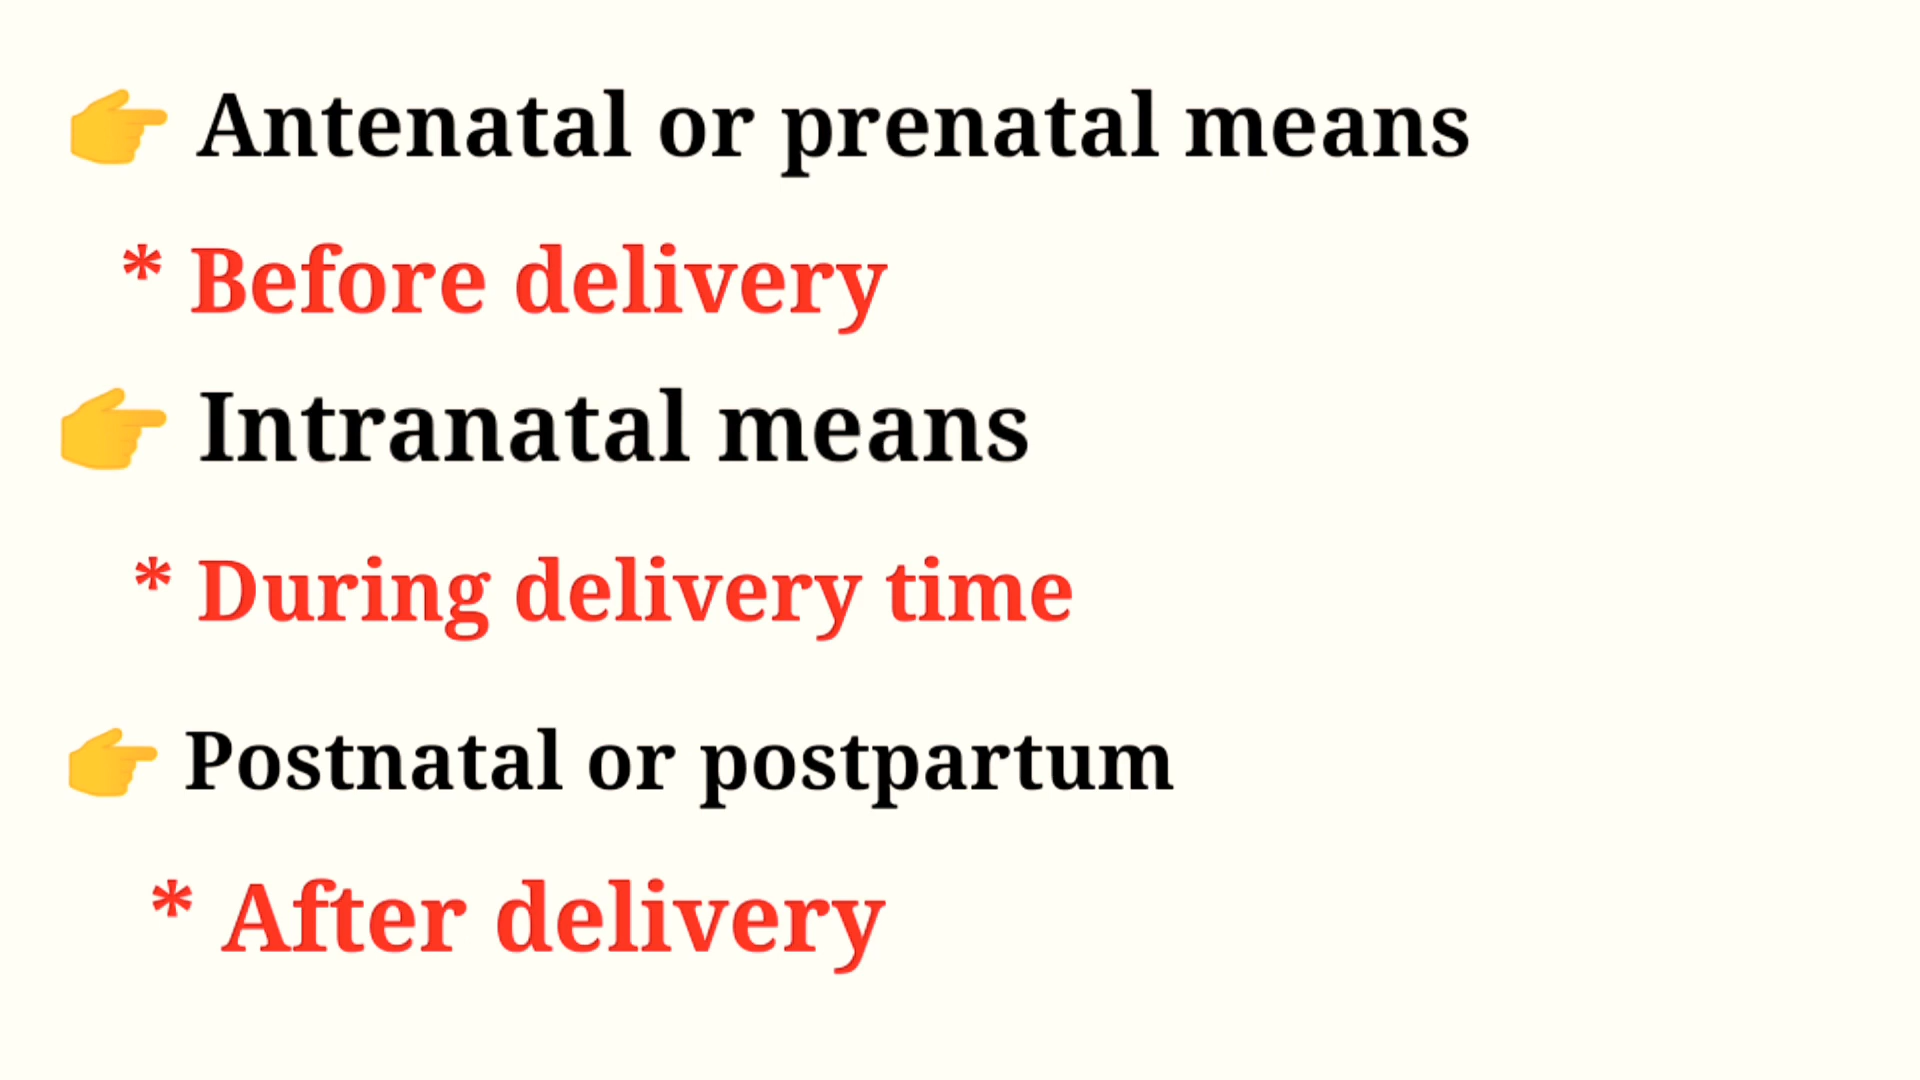 👉 Antenatal or prenatal means
* Before delivery
👉 Intranatal means
* During delivery time
👉 Postnatal or postpartum
* After delivery